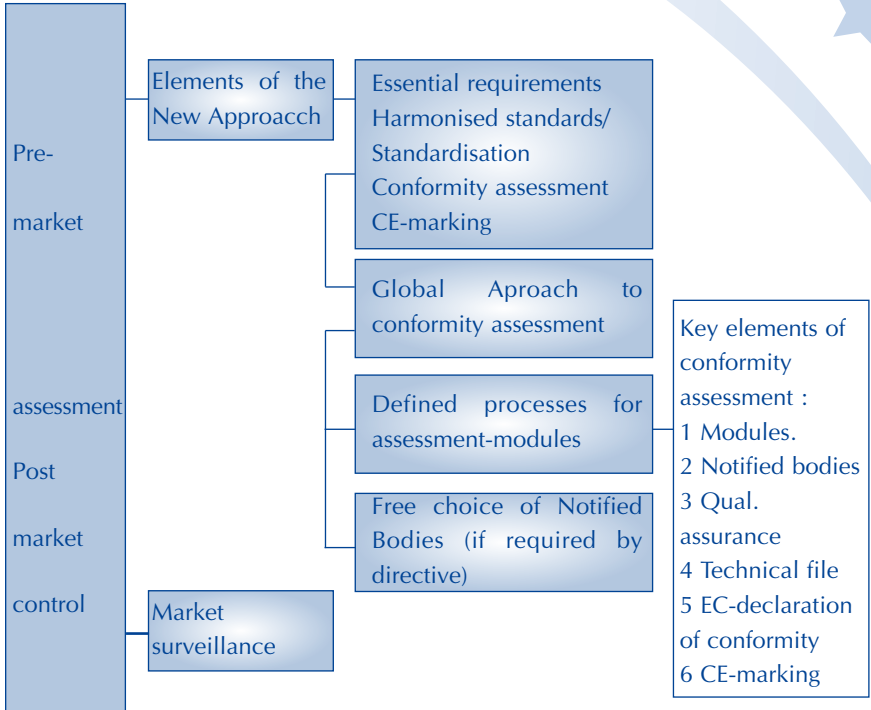 Pre-
market
assessment
Post
market
control
Elements of the
New Approacch
Essential requirements
Harmonised standards/
Standardisation
Conformity assessment
CE-marking
Global Aproach to
conformity assessment
Defined processes for
assessment-modules
Free choice of Notified
Bodies (if required by
directive)
Key elements of
conformity
assessment :
1 Modules.
2 Notified bodies
3 Qual.
assurance
4 Technical file
5 EC-declaration
of conformity
6 CE-marking
Market
surveillance